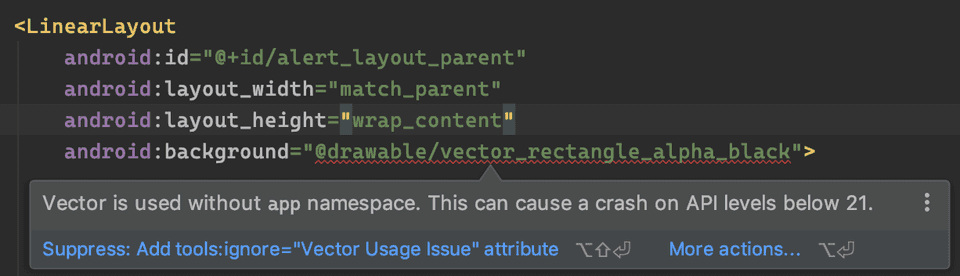 <LinearLayout
android:id="@+id/alert_layout_parent"
android:layout_width="match_parent"
android:layout_height="wrap_content"
android:background="@drawable/vector_rectangle_alpha_black">
Vector is used without app namespace. This can cause a crash on API levels below 21.
Suppress: Add tools:ignore="Vector Usage Issue" attribute ⌥⇧⏎ More actions... ⌥⏎